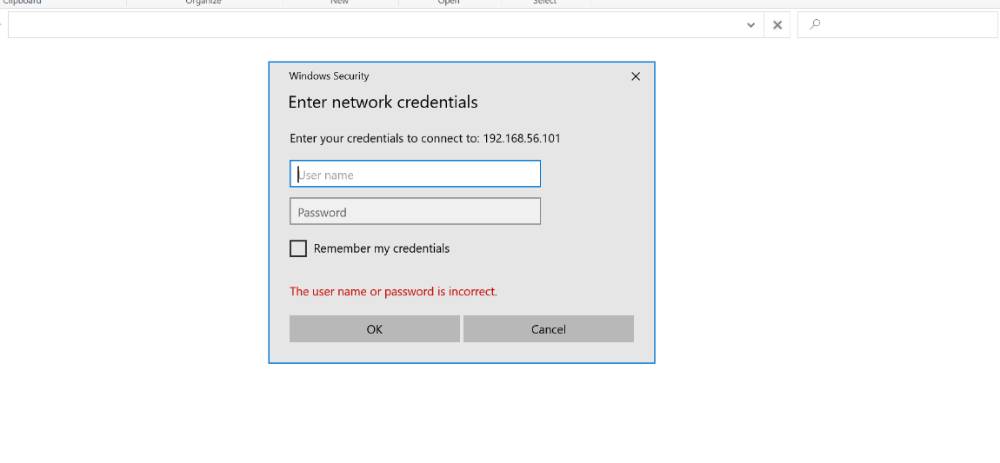 Clipboard Organize New Open Select
Windows Security
Enter network credentials
Enter your credentials to connect to: 192.168.56.101
User name
Password
Remember my credentials
The user name or password is incorrect.
OK Cancel